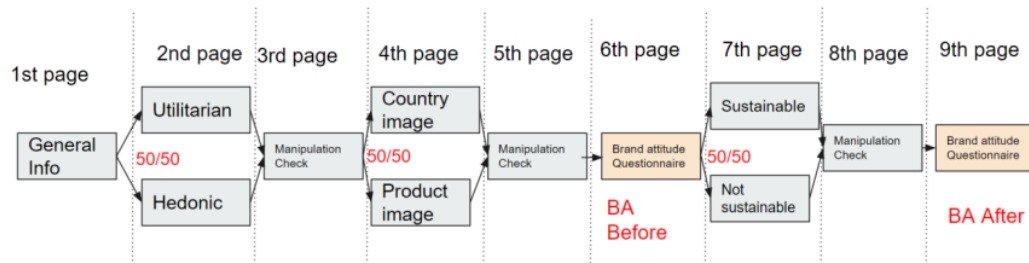 1st page
2nd page
3rd page
4th page
5th page
6th page
7th page
8th page
9th page
General
Info
Utilitarian
50/50
Hedonic
Manipulation
Check
50/50
Country
image
Product
image
Manipulation
Check
Brand attitude
Questionnaire
BA
Before
50/50
Sustainable
Not
sustainable
Manipulation
Check
Brand attitude
Questionnaire
BA After